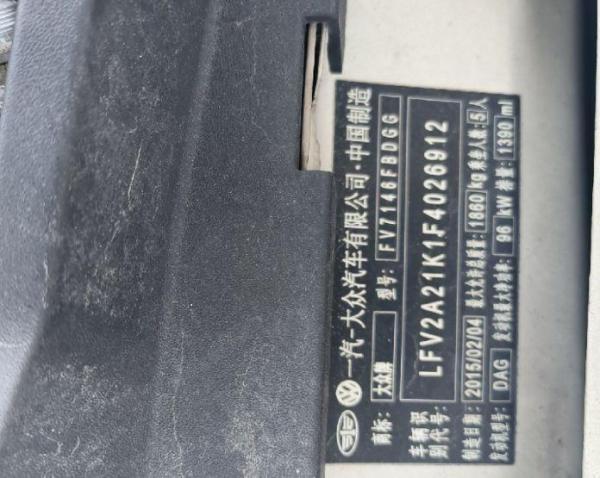 一汽-大众汽车有限公司·中国制造
商标: 大众牌 型号: FV7146FBDGG
车辆识别代号: LFV2A21K1F4026912
制造日期: 2015/02/04 最大允许总质量: 1860 kg 乘坐人数: 5 人
发动机型号: DAG 发动机最大净功率: 96 kW 排量: 1390 ml